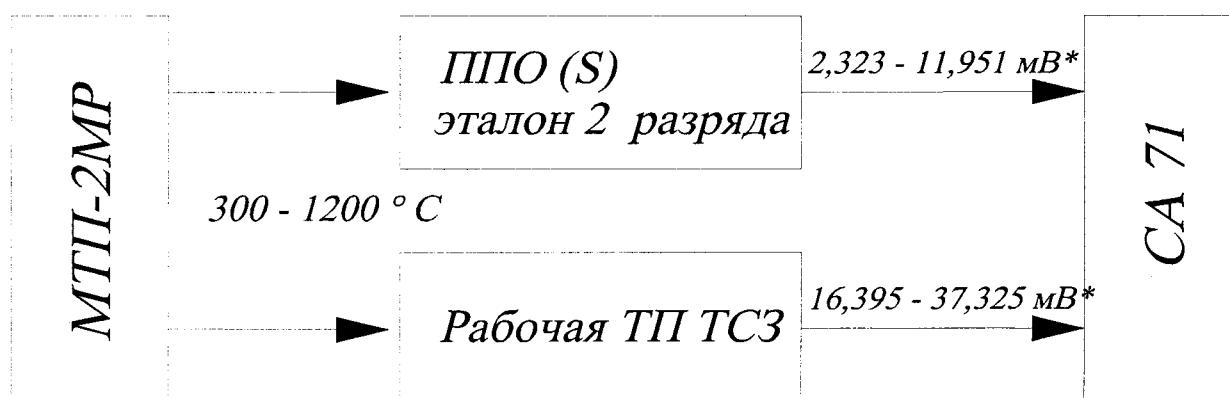 МТП-2МР
ППО (S)
эталон 2 разряда
2,323 - 11,951 мВ*
300 - 1200 ° С
Рабочая ТП ТСЗ
16,395 - 37,325 мВ*
СА 71